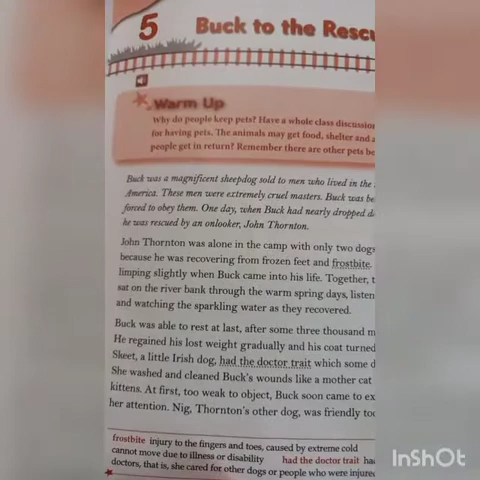 5 Buck to the Rescu
Warm Up
Why do people keep pets? Have a whole class discussion
for having pets. The animals may get food, shelter and a
people get in return? Remember there are other pets be
Buck was a magnificent sheepdog sold to men who lived in the
America. These men were extremely cruel masters. Buck was be
forced to obey them. One day, when Buck had nearly dropped d
he was rescued by an onlooker, John Thornton.
John Thornton was alone in the camp with only two dogs
because he was recovering from frozen feet and frostbite.
limping slightly when Buck came into his life. Together, t
sat on the river bank through the warm spring days, listen
and watching the sparkling water as they recovered.
Buck was able to rest at last, after some three thousand m
He regained his lost weight gradually and his coat turned
Skeet, a little Irish dog, had the doctor trait which some d
She washed and cleaned Buck's wounds like a mother cat
kittens. At first, too weak to object, Buck soon came to ex
her attention. Nig, Thornton's other dog, was friendly too
frostbite injury to the fingers and toes, caused by extreme cold
cannot move due to illness or disability had the doctor trait had
doctors, that is, she cared for other dogs or people who were injured
InShOt